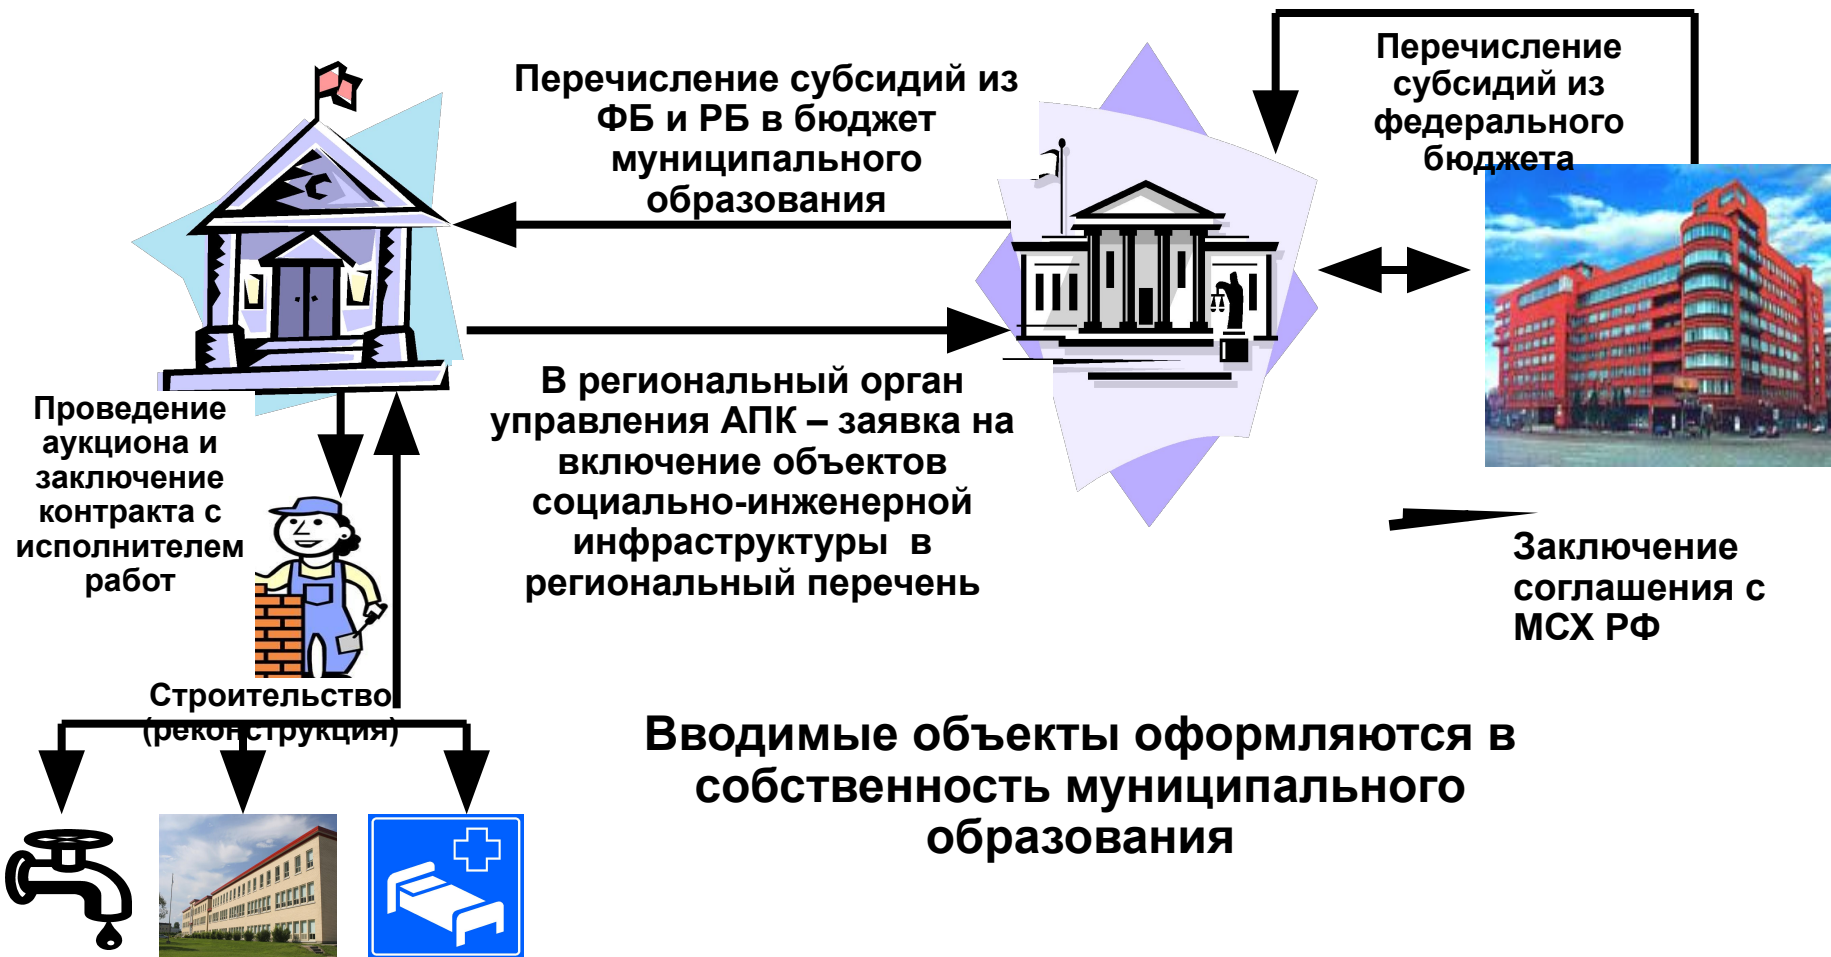 Перечисление субсидий из
ФБ и РБ в бюджет
муниципального
образования
Перечисление
субсидий из
федерального
бюджета
В региональный орган
управления АПК – заявка на
включение объектов
социально-инженерной
инфраструктуры в
региональный перечень
Проведение
аукциона и
заключение
контракта с
исполнителем
работ
Заключение
соглашения с
МСХ РФ
Строительство
(реконструкция)
Вводимые объекты оформляются в
собственность муниципального
образования